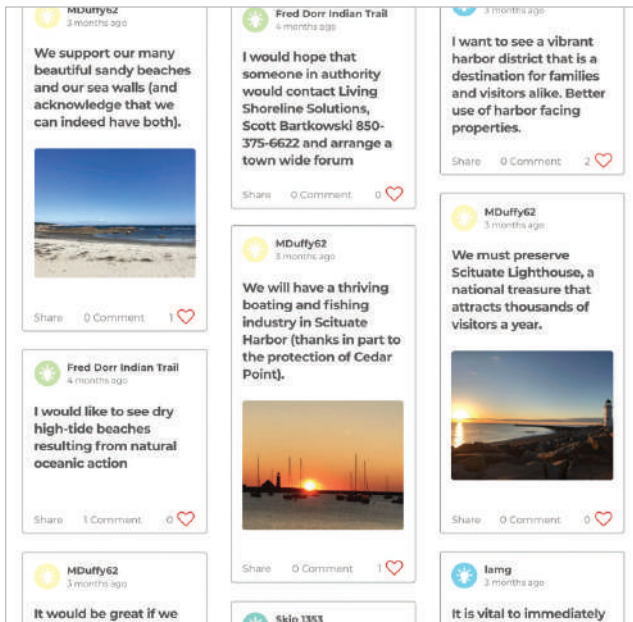 MDuffy62
3 months ago
We support our many
beautiful sandy beaches
and our sea walls (and
acknowledge that we
can indeed have both).
Share 0 Comment 1
Fred Dorr Indian Trail
4 months ago
I would like to see dry
high-tide beaches
resulting from natural
oceanic action
Share 1 Comment 0
MDuffy62
3 months ago
It would be great if we
Fred Dorr Indian Trail
4 months ago
I would hope that
someone in authority
would contact Living
Shoreline Solutions,
Scott Bartkowski 850-
375-6622 and arrange a
town wide forum
Share 0 Comment 0
MDuffy62
3 months ago
We will have a thriving
boating and fishing
industry in Scituate
Harbor (thanks in part to
the protection of Cedar
Point).
Share 0 Comment 1
Skip 1353
3 months ago
I want to see a vibrant
harbor district that is a
destination for families
and visitors alike. Better
use of harbor facing
properties.
Share 0 Comment 2
MDuffy62
3 months ago
We must preserve
Scituate Lighthouse, a
national treasure that
attracts thousands of
visitors a year.
Share 0 Comment 0
Iamg
3 months ago
It is vital to immediately